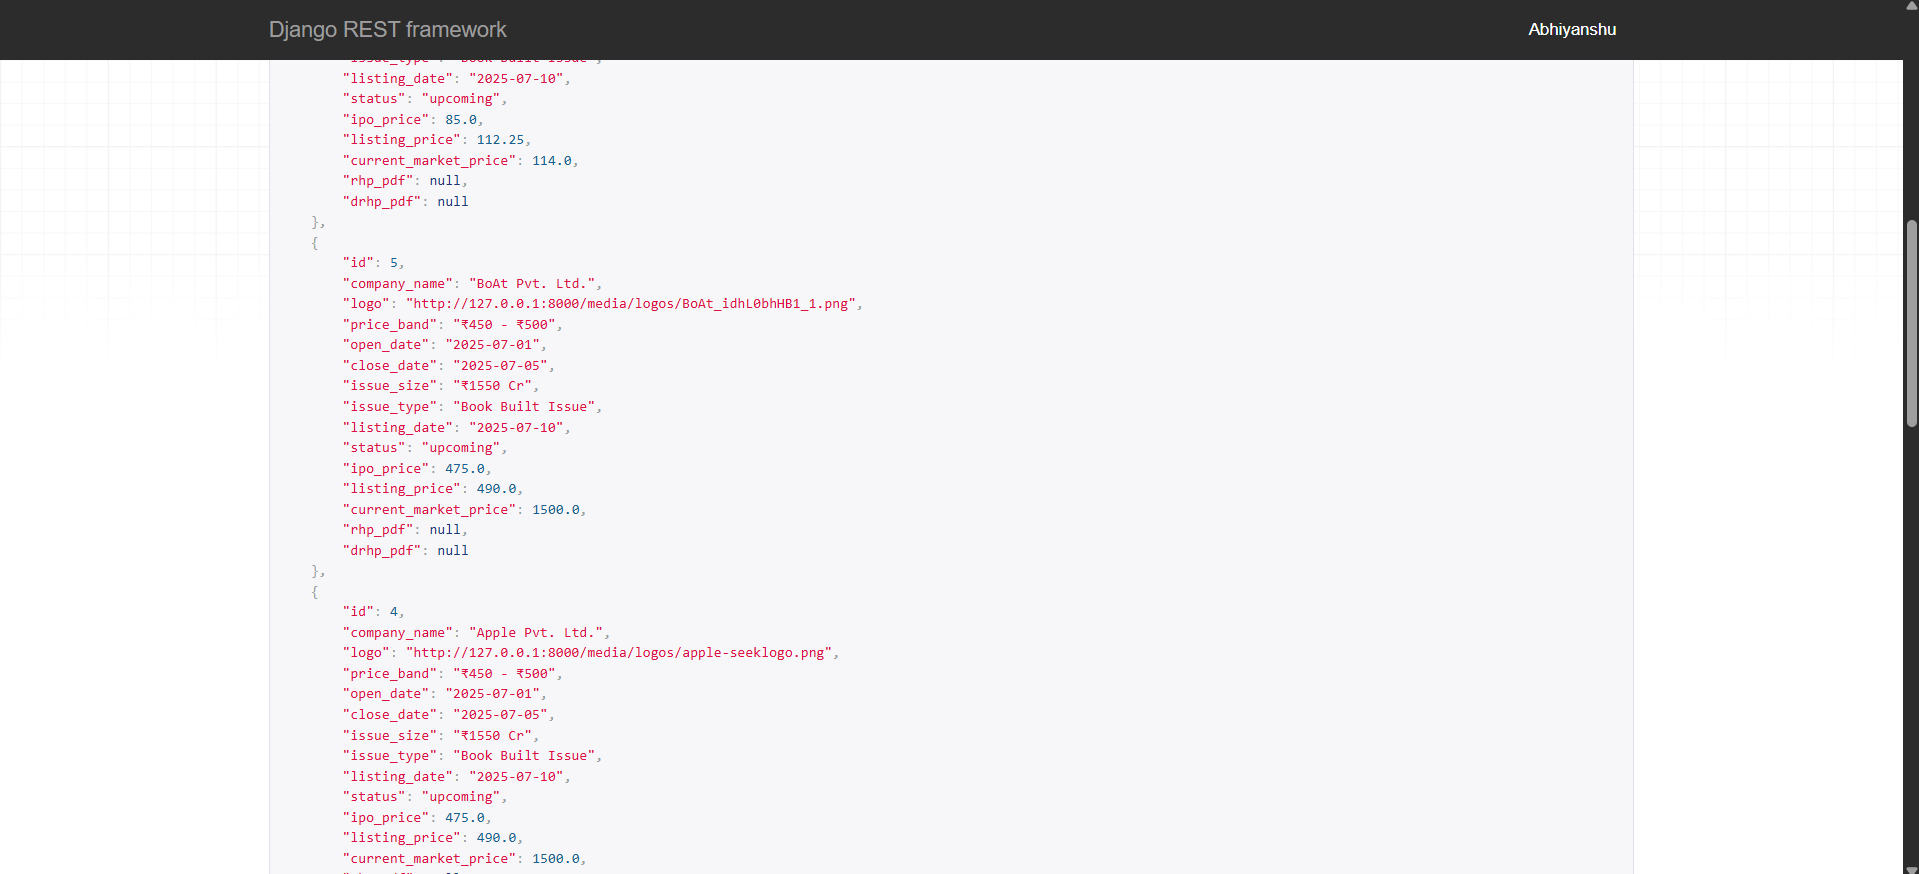 Django REST framework
Abhiyanshu
"issue_type": "Book Built Issue",
"listing_date": "2025-07-10",
"status": "upcoming",
"ipo_price": 85.0,
"listing_price": 112.25,
"current_market_price": 114.0,
"rhp_pdf": null,
"drhp_pdf": null
},
{
"id": 5,
"company_name": "BoAt Pvt. Ltd.",
"logo": "http://127.0.0.1:8000/media/logos/BoAt_idhL0bhHB1_1.png",
"price_band": "₹450 - ₹500",
"open_date": "2025-07-01",
"close_date": "2025-07-05",
"issue_size": "₹1550 Cr",
"issue_type": "Book Built Issue",
"listing_date": "2025-07-10",
"status": "upcoming",
"ipo_price": 475.0,
"listing_price": 490.0,
"current_market_price": 1500.0,
"rhp_pdf": null,
"drhp_pdf": null
},
{
"id": 4,
"company_name": "Apple Pvt. Ltd.",
"logo": "http://127.0.0.1:8000/media/logos/apple-seeklogo.png",
"price_band": "₹450 - ₹500",
"open_date": "2025-07-01",
"close_date": "2025-07-05",
"issue_size": "₹1550 Cr",
"issue_type": "Book Built Issue",
"listing_date": "2025-07-10",
"status": "upcoming",
"ipo_price": 475.0,
"listing_price": 490.0,
"current_market_price": 1500.0,